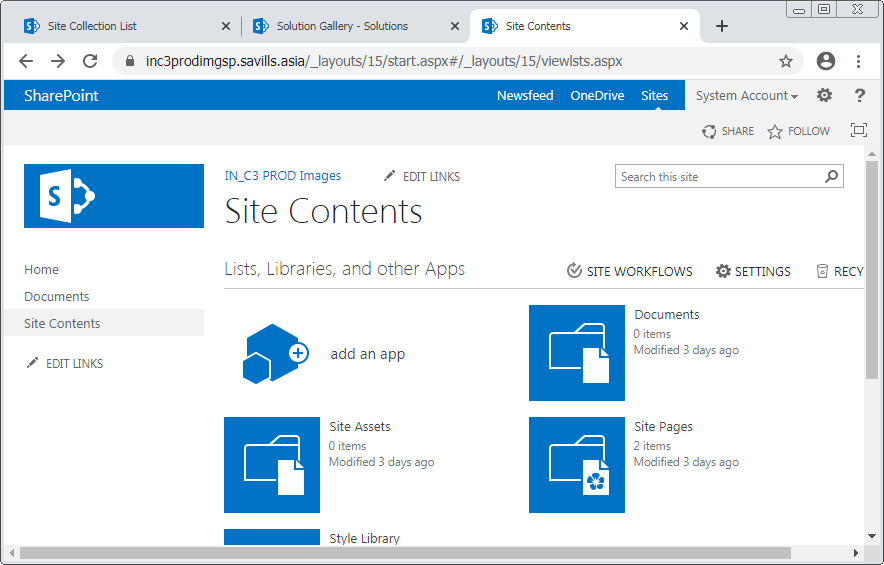 Site Collection List
Solution Gallery - Solutions
Site Contents
inc3prodimgsp.savills.asia/_layouts/15/start.aspx#/_layouts/15/viewlsts.aspx
SharePoint
Newsfeed OneDrive Sites System Account ?
SHARE FOLLOW
S
IN_C3 PROD Images EDIT LINKS
Search this site
Site Contents
Home
Documents
Site Contents
EDIT LINKS
Lists, Libraries, and other Apps
SITE WORKFLOWS SETTINGS RECY
add an app
Documents
0 items
Modified 3 days ago
Site Assets
0 items
Modified 3 days ago
Site Pages
2 items
Modified 3 days ago
Style Library